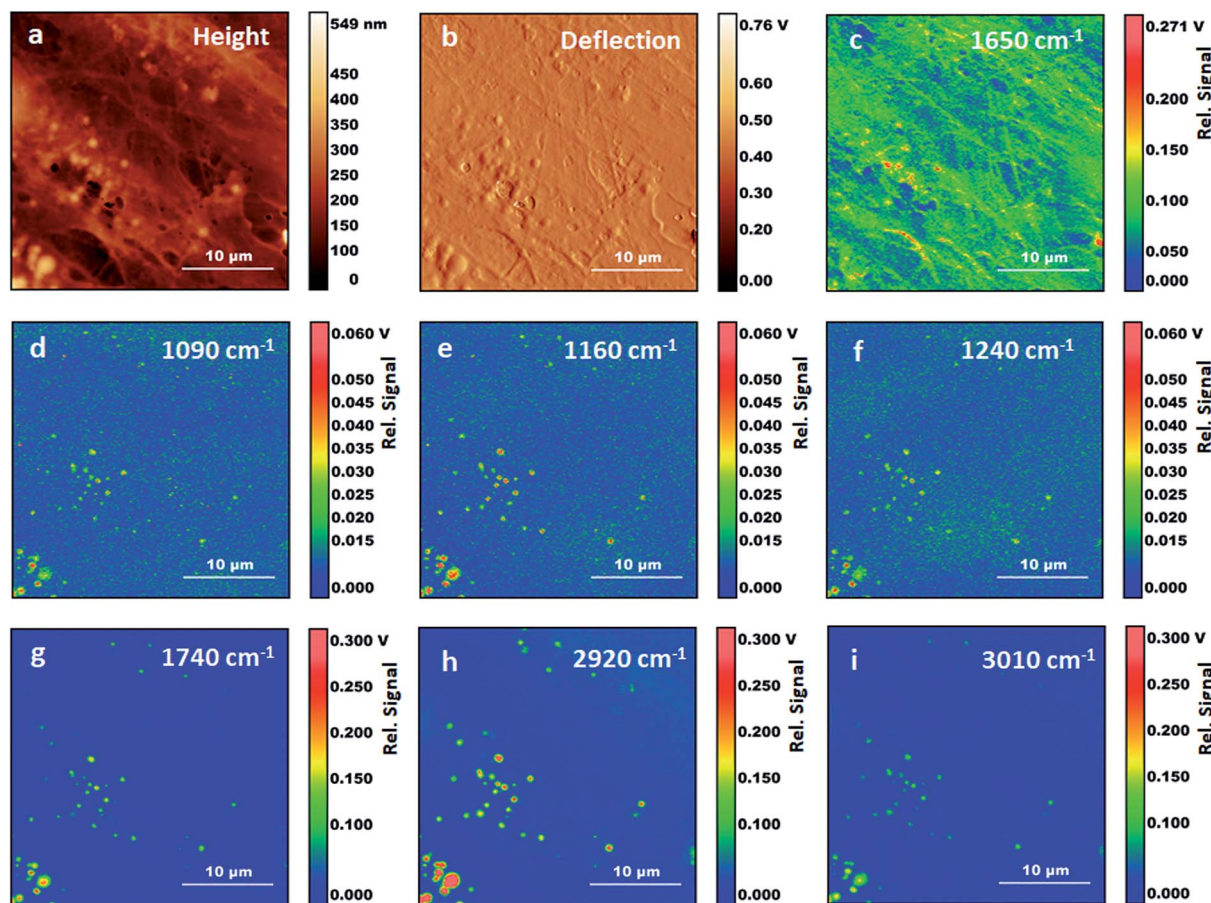 a Height
549 nm
450
400
350
300
250
200
150
100
0
10 µm
b Deflection
0.76 V
0.60
0.50
0.40
0.30
0.20
0.00
10 µm
c 1650 cm⁻¹
0.271 V
0.200
0.150
0.100
0.050
0.000
Rel. Signal
10 µm
d 1090 cm⁻¹
0.060 V
0.050
0.045
0.040
0.035
0.030
0.025
0.020
0.015
0.000
Rel. Signal
10 µm
e 1160 cm⁻¹
0.060 V
0.050
0.045
0.040
0.035
0.030
0.025
0.020
0.015
0.000
Rel. Signal
10 µm
f 1240 cm⁻¹
0.060 V
0.050
0.045
0.040
0.035
0.030
0.025
0.020
0.015
0.000
Rel. Signal
10 µm
g 1740 cm⁻¹
0.300 V
0.250
0.200
0.150
0.100
0.000
Rel. Signal
10 µm
h 2920 cm⁻¹
0.300 V
0.250
0.200
0.150
0.100
0.000
Rel. Signal
10 µm
i 3010 cm⁻¹
0.300 V
0.250
0.200
0.150
0.100
0.000
Rel. Signal
10 µm